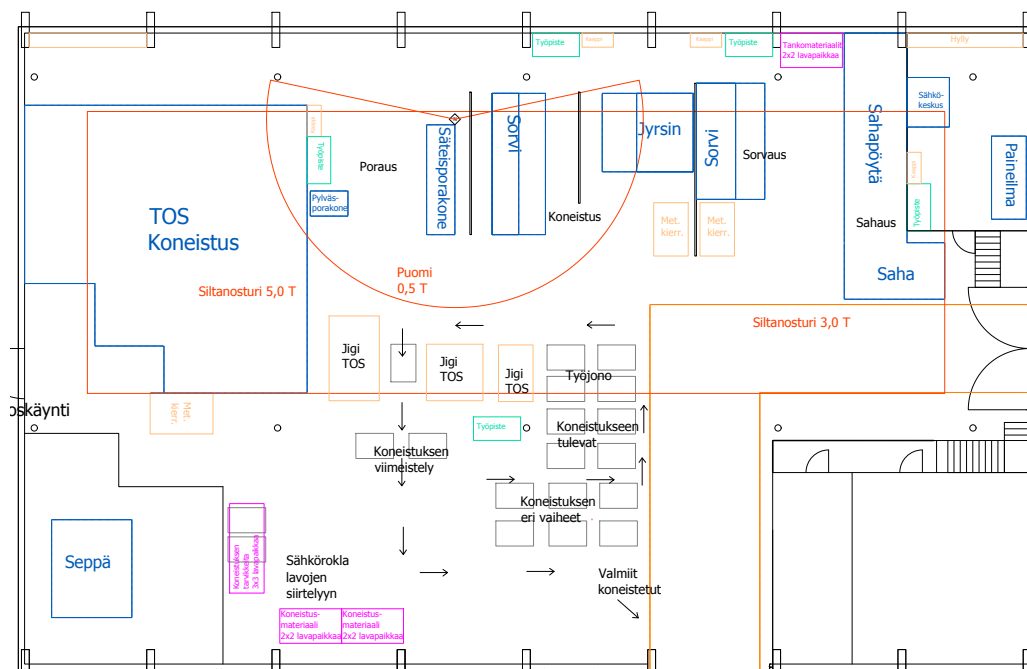 Työpiste
Kaappi
Kaappi
Työpiste
Tankomateriaalit
2x2 lavapaikkaa
Hylly
Sähkö-
keskus
Työpiste
Pylväs-
porakone
Poraus
Säteisporakone
Sorvi
Koneistus
Jyrsin
Sorvi
Sorvaus
Sahapöytä
Sahaus
Työpiste
Paineilma
Met.
kierr.
Met.
kierr.
TOS
Koneistus
Siltanosturi 5,0 T
Puomi
0,5 T
Saha
Siltanosturi 3,0 T
Jigi
TOS
Jigi
TOS
Jigi
TOS
Työjono
Met.
kierr.
oskäynti
Työpiste
Koneistukseen
tulevat
Koneistuksen
viimeistely
Koneistuksen
eri vaiheet
Seppä
Koneistuksen
tarvikkeita
3x3 lavapaikkaa
Sähkörokla
lavojen
siirtelyyn
Valmiit
koneistetut
Koneistus-
materiaali
2x2 lavapaikkaa
Koneistus-
materiaali
2x2 lavapaikkaa